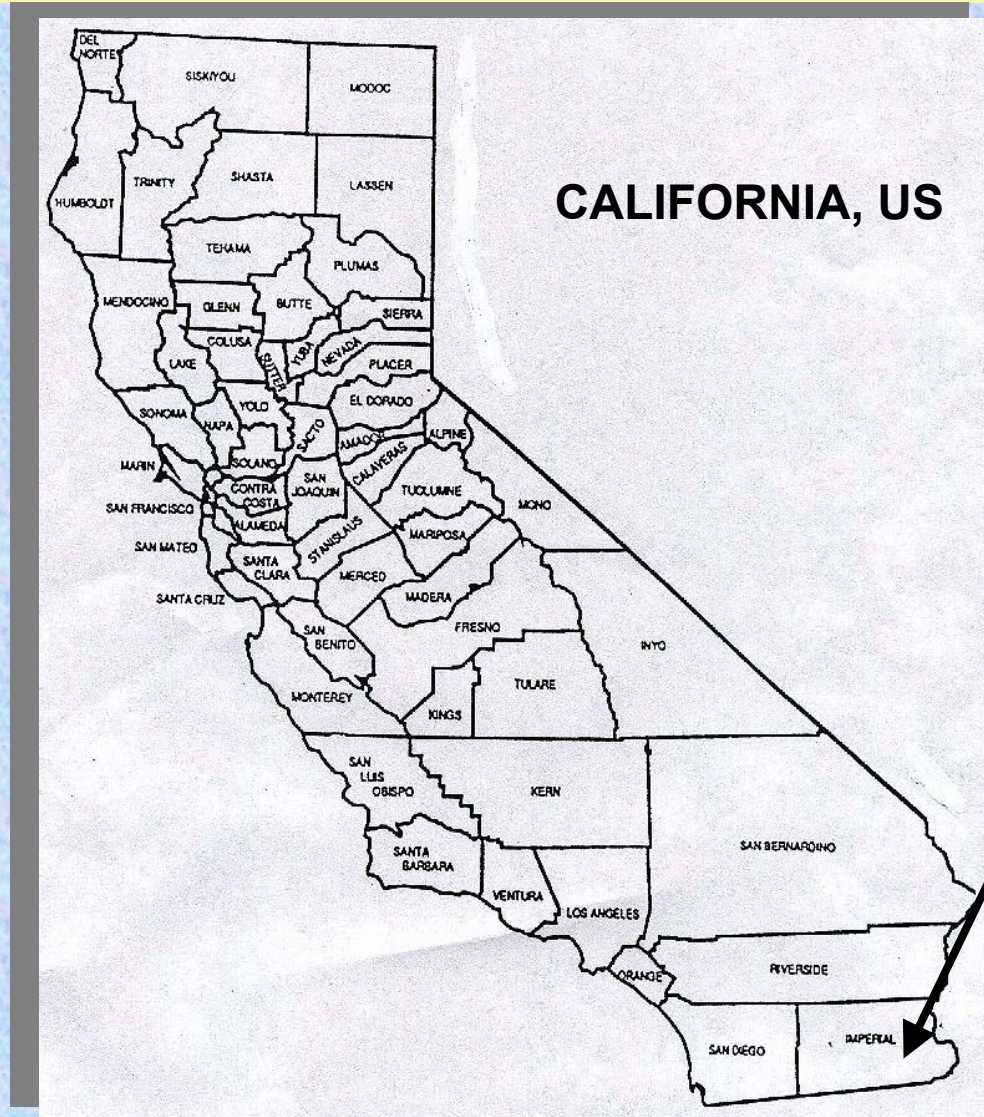 DEL
NORTE
SISKIYOU
MODOC
CALIFORNIA, US
HUMBOLDT
TRINITY
SHASTA
LASSEN
TEHAMA
PLUMAS
MENDOCINO
GLENN
BUTTE
SIERRA
COLUSA
LAKE
SUTTER
YUBA
NEVADA
PLACER
SONOMA
NAPA
YOLO
SACTO
EL DORADO
AMADOR
ALPINE
MARIN
SOLANO
CONTRA
COSTA
SAN
JOAQUIN
CALAVERAS
TUOLUMNE
MONO
SAN FRANCISCO
ALAMEDA
STANISLAUS
MARIPOSA
SAN MATEO
SANTA
CLARA
MERCED
MADERA
SANTA CRUZ
SAN
BENITO
FRESNO
INYO
MONTEREY
KINGS
TULARE
SAN
LUIS
OBISPO
KERN
SANTA
BARBARA
VENTURA
LOS ANGELES
SAN BERNARDINO
ORANGE
RIVERSIDE
SAN DIEGO
IMPERIAL